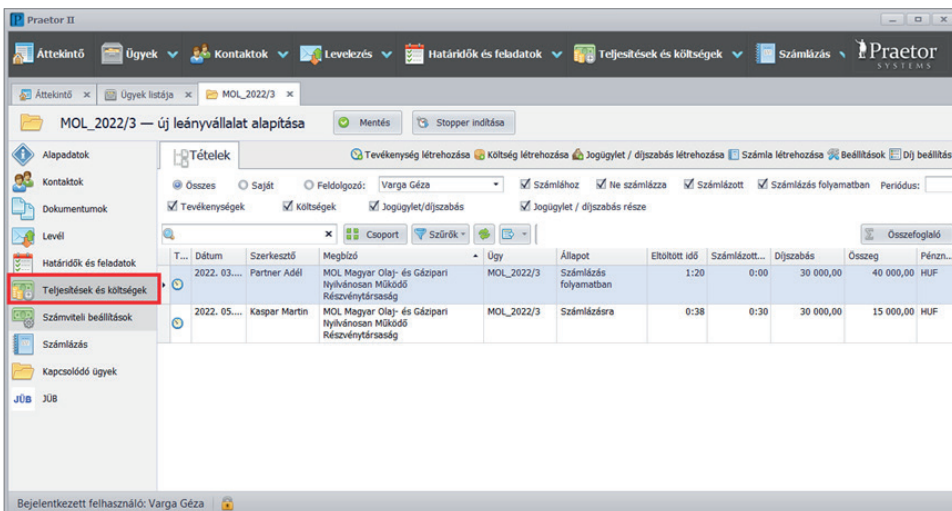 Praetor II
Áttekintő Ügyek Kontaktok Levelezés Határidők és feladatok Teljesítések és költségek Számlázás Praetor
SYSTEMS
Áttekintő x Ügyek listája x MOL_2022/3 x
MOL_2022/3 — új leányvállalat alapítása Mentés Stopper indítása
Alapadatok
Kontaktok
Dokumentumok
Levél
Határidők és feladatok
Teljesítések és költségek
Számviteli beállítások
Számlázás
Kapcsolódó ügyek
JÜB JÜB
Tételek Tevékenység létrehozása Költség létrehozása Jogügylet / díjszabás létrehozása Számla létrehozása Beállítások Díj beállítás
Összes Saját Feldolgozó: Varga Géza Számlához Ne számlázza Számlázott Számlázás folyamatban Periódus:
Tevékenységek Költségek Jogügylet/díjszabás Jogügylet / díjszabás része
x Csoport Szűrők Összefoglaló
T... Dátum Szerkesztő Megbízó Ügy Állapot Eltöltött idő Számlázott... Díjszabás Összeg Pénzn...
2022. 03.... Partner Adél MOL Magyar Olaj- és Gázipari MOL_2022/3 Számlázás 1:20 0:00 30 000,00 40 000,00 HUF
Nyilvánosan Működő folyamatban
Részvénytársaság
2022. 05.... Kaspar Martin MOL Magyar Olaj- és Gázipari MOL_2022/3 Számlázásra 0:38 0:30 30 000,00 15 000,00 HUF
Nyilvánosan Működő
Részvénytársaság
Bejelentkezett felhasználó: Varga Géza